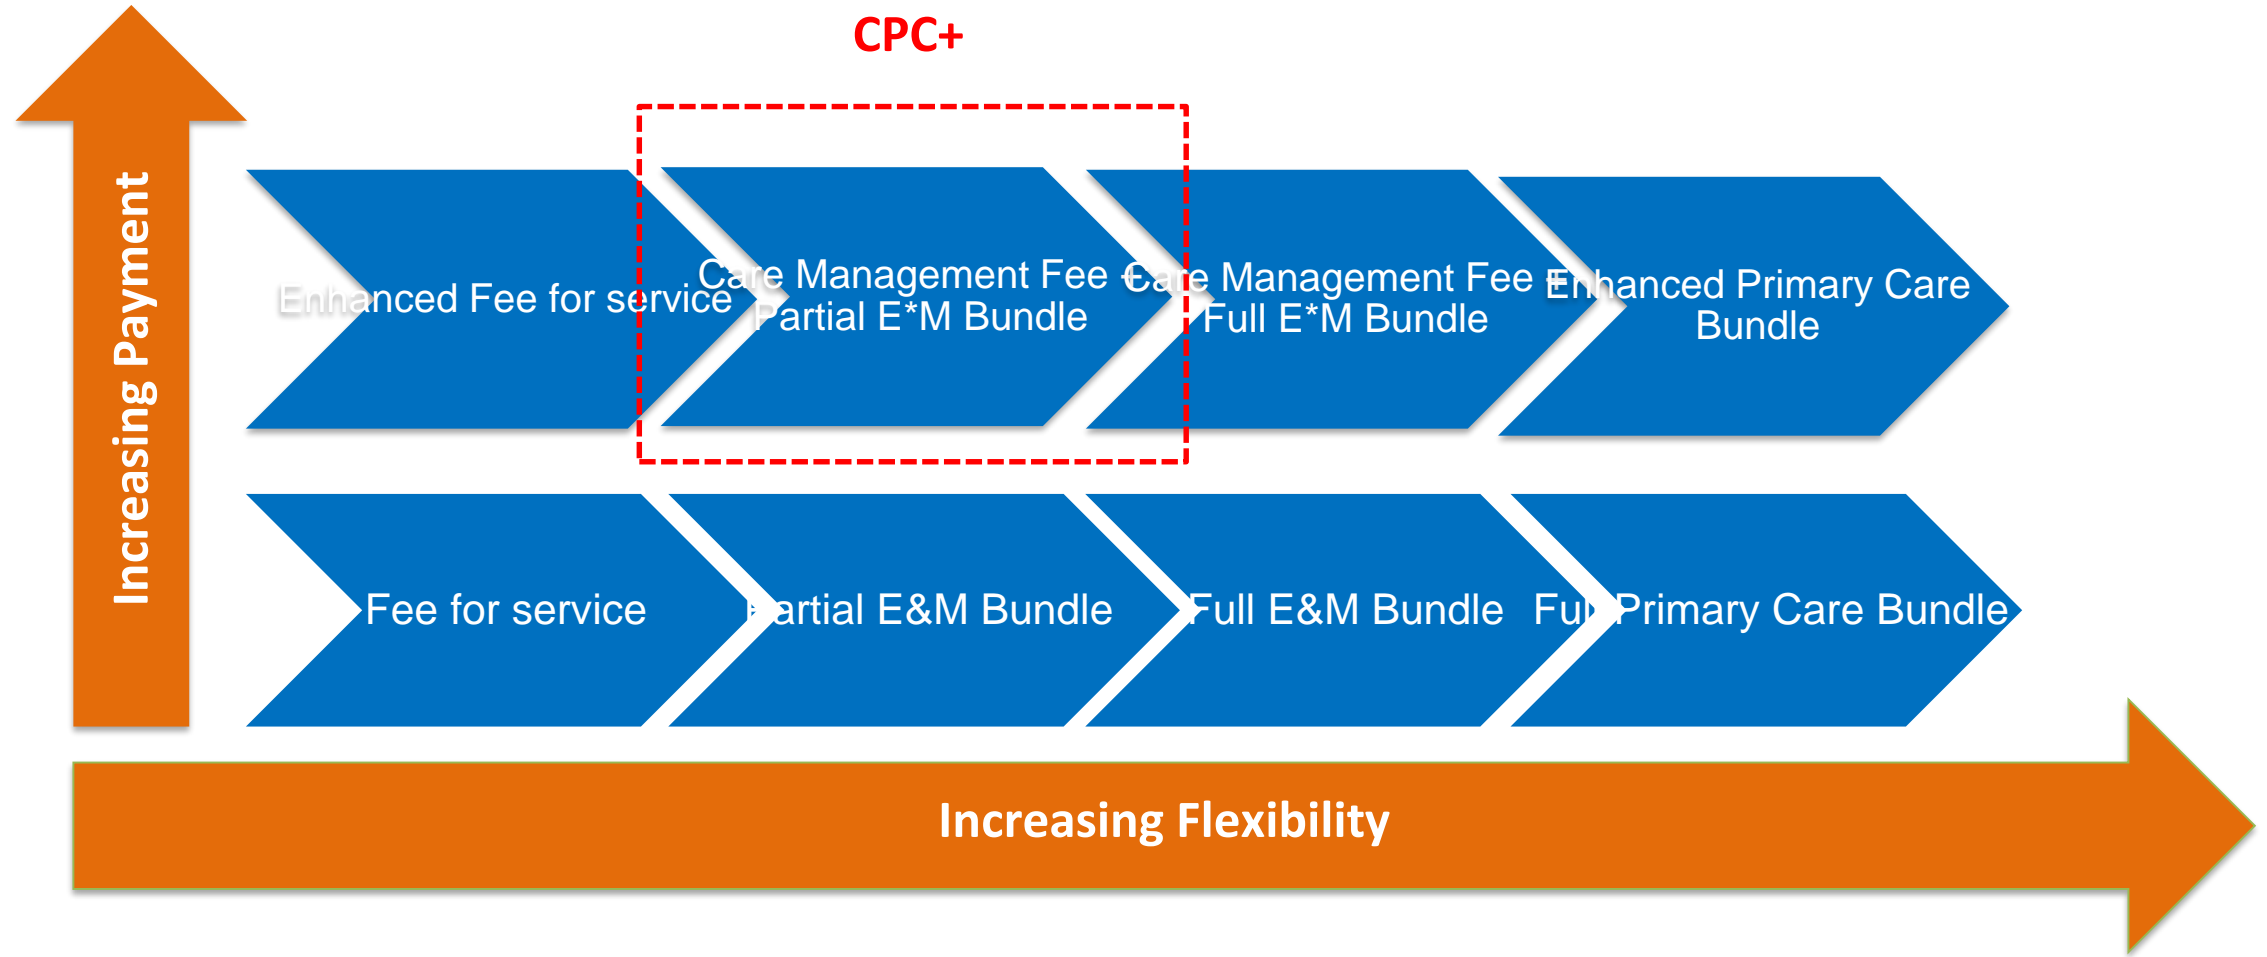 CPC+
Increasing Payment
Enhanced Fee for service
Care Management Fee +
Partial E*M Bundle
Care Management Fee +
Full E*M Bundle
Enhanced Primary Care
Bundle
Fee for service
Partial E&M Bundle
Full E&M Bundle
Full Primary Care Bundle
Increasing Flexibility